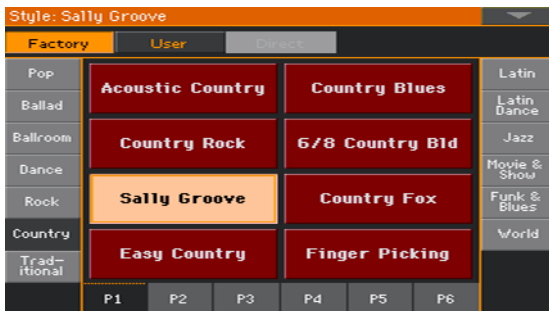 Style: Sally Groove
Factory
User
Direct
Pop
Ballad
Ballroom
Dance
Rock
Country
Trad-
itional
Acoustic Country
Country Blues
Country Rock
6/8 Country Bld
Sally Groove
Country Fox
Easy Country
Finger Picking
Latin
Latin
Dance
Jazz
Movie &
Show
Funk &
Blues
World
P1
P2
P3
P4
P5
P6